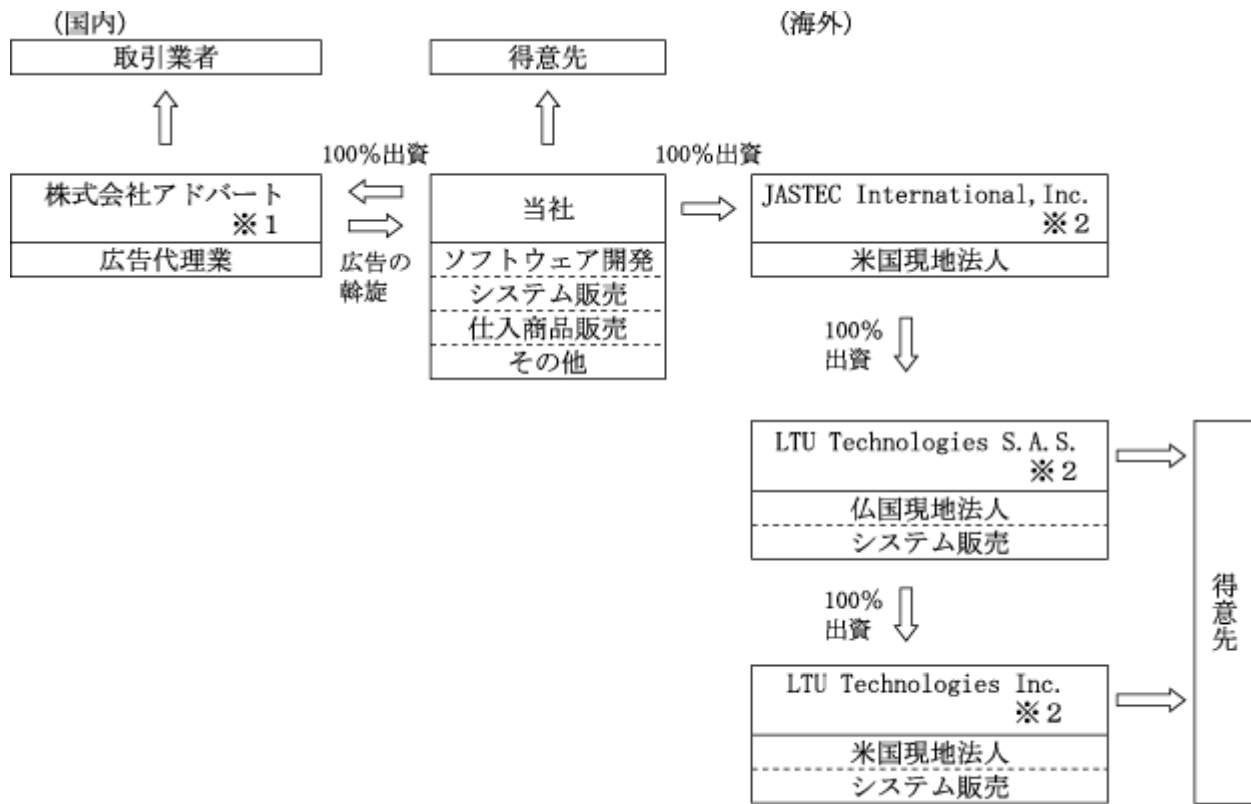 (国内)
(海外)
取引業者
得意先
100%出資
100%出資
株式会社アドバート
※1
広告代理業
広告の
斡旋
当社
ソフトウェア開発
システム販売
仕入商品販売
その他
JASTEC International,Inc.
※2
米国現地法人
100%
出資
LTU Technologies S.A.S.
※2
仏国現地法人
システム販売
100%
出資
LTU Technologies Inc.
※2
米国現地法人
システム販売
得意先